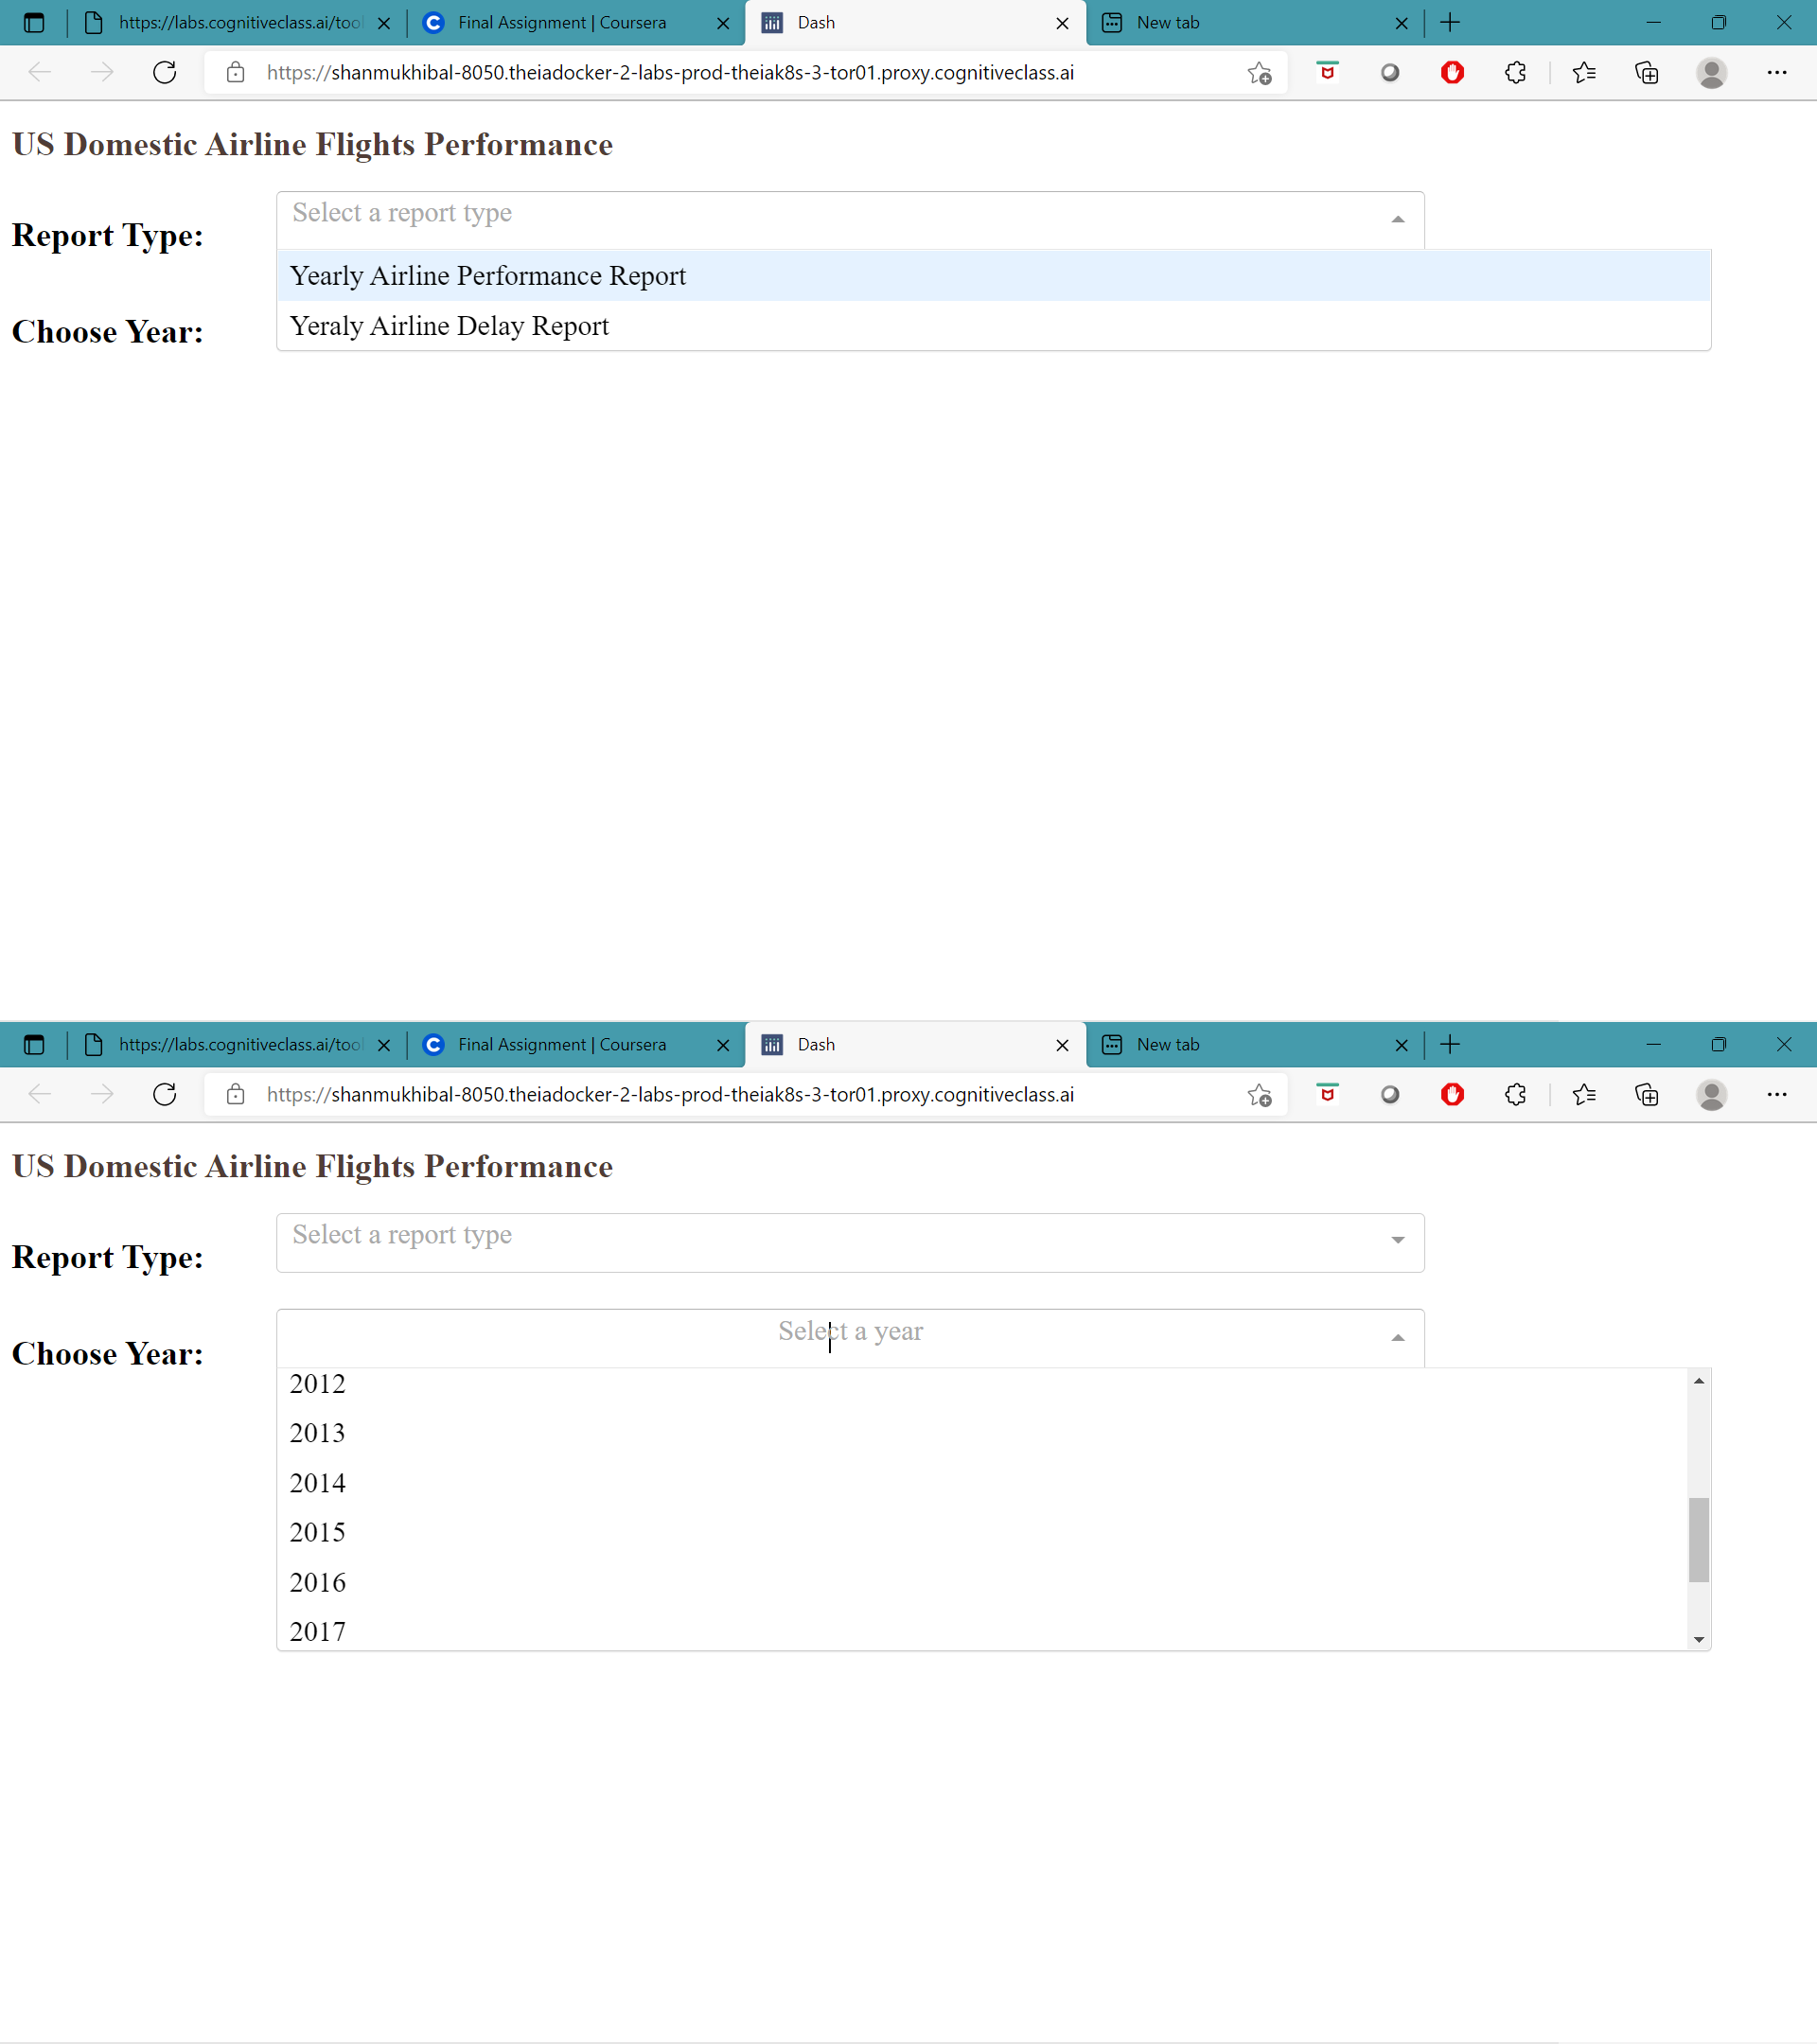 https://labs.cognitiveclass.ai/too
Final Assignment | Coursera
Dash
New tab
https://shanmukhibal-8050.theiadocker-2-labs-prod-theiak8s-3-tor01.proxy.cognitiveclass.ai
US Domestic Airline Flights Performance
Report Type:
Select a report type
Yearly Airline Performance Report
Yeraly Airline Delay Report
Choose Year:
https://labs.cognitiveclass.ai/too
Final Assignment | Coursera
Dash
New tab
https://shanmukhibal-8050.theiadocker-2-labs-prod-theiak8s-3-tor01.proxy.cognitiveclass.ai
US Domestic Airline Flights Performance
Report Type:
Select a report type
Choose Year:
Select a year
2012
2013
2014
2015
2016
2017